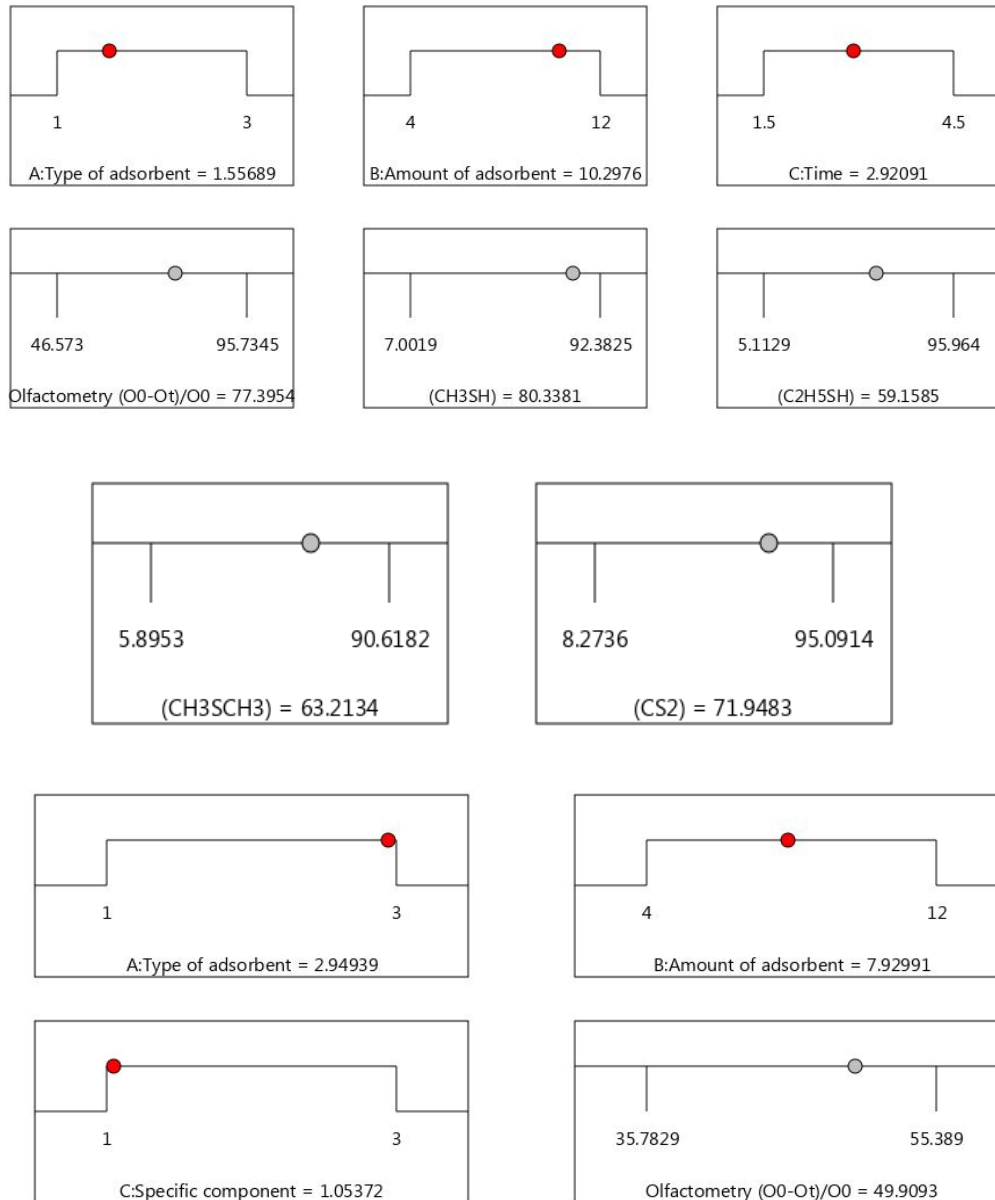 1 3
A:Type of adsorbent = 1.55689
4 12
B:Amount of adsorbent = 10.2976
1.5 4.5
C:Time = 2.92091
46.573 95.7345
Olfactometry (O0-Ot)/O0 = 77.3954
7.0019 92.3825
(CH3SH) = 80.3381
5.1129 95.964
(C2H5SH) = 59.1585
5.8953 90.6182
(CH3SCH3) = 63.2134
8.2736 95.0914
(CS2) = 71.9483
1 3
A:Type of adsorbent = 2.94939
4 12
B:Amount of adsorbent = 7.92991
1 3
C:Specific component = 1.05372
35.7829 55.389
Olfactometry (O0-Ot)/O0 = 49.9093